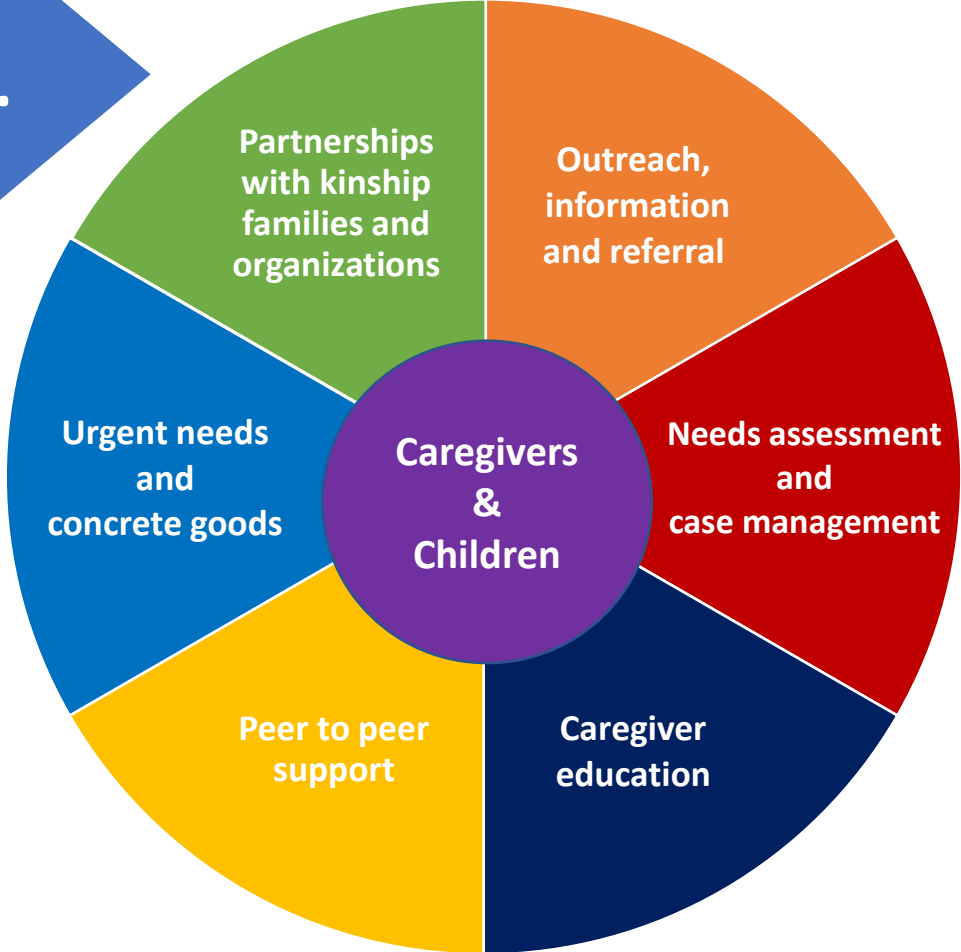 Partnerships
with kinship
families and
organizations
Outreach,
information
and referral
Urgent needs
and
concrete goods
Caregivers
&
Children
Needs assessment
and
case management
Peer to peer
support
Caregiver
education